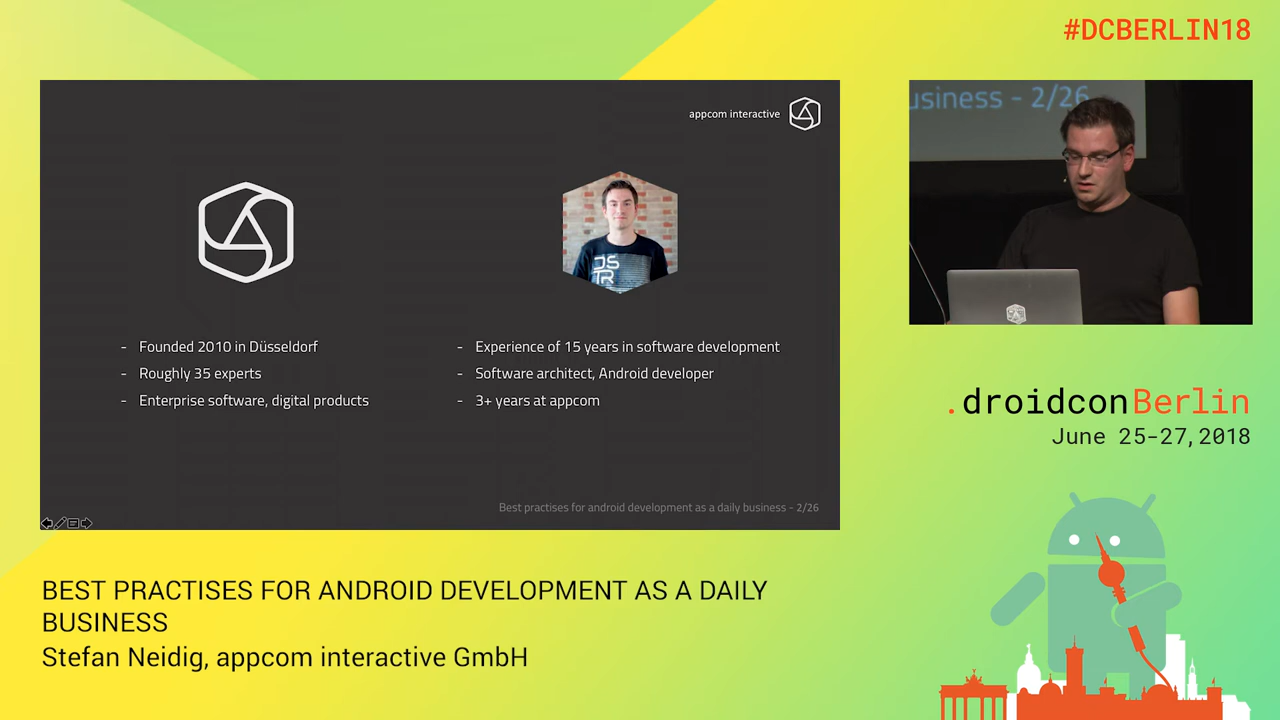 #DCBERLIN18
appcom interactive
usiness - 2/26
- Founded 2010 in Düsseldorf
- Roughly 35 experts
- Enterprise software, digital products
- Experience of 15 years in software development
- Software architect, Android developer
- 3+ years at appcom
JS
TR
Best practises for android development as a daily business - 2/26
.droidconBerlin
June 25-27, 2018
BEST PRACTISES FOR ANDROID DEVELOPMENT AS A DAILY
BUSINESS
Stefan Neidig, appcom interactive GmbH